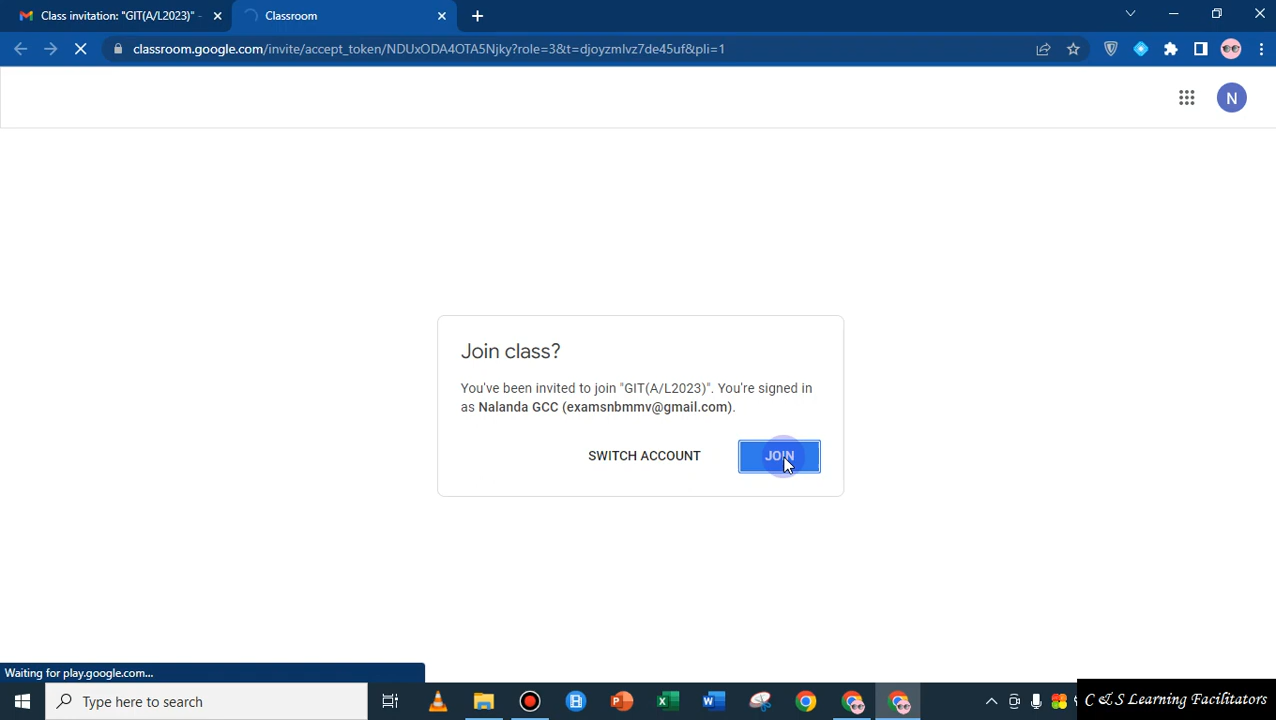 Class invitation: "GIT(A/L2023)" -
Classroom
classroom.google.com/invite/accept_token/NDUxODA4OTA5Njky?role=3&t=djoyzmlvz7de45uf&pli=1
N
Join class?
You've been invited to join "GIT(A/L2023)". You're signed in
as Nalanda GCC (examsnbmmv@gmail.com).
SWITCH ACCOUNT
JOIN
Waiting for play.google.com...
Type here to search
C & S Learning Facilitators